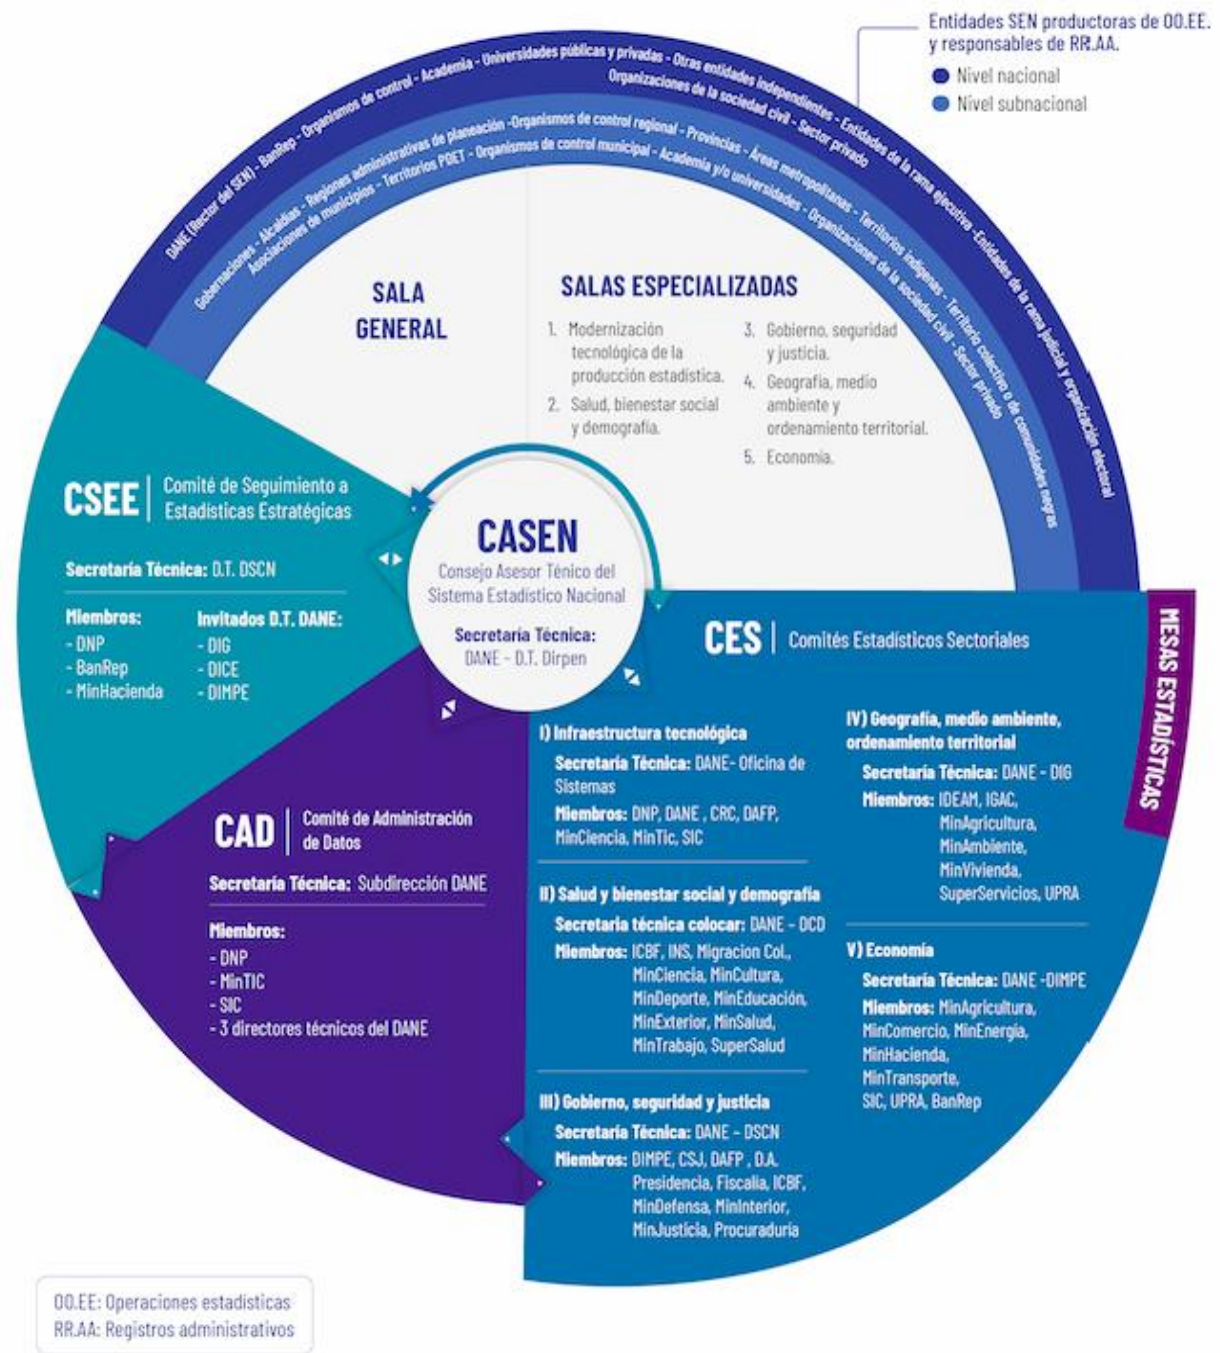 Entidades SEN productoras de OO.EE.
y responsables de RR.AA.
Nivel nacional
Nivel subnacional
DANE (Rector del SEN) - BanRep - Organismos de control - Academia - Universidades públicas y privadas - Otras entidades independientes - Entidades de la rama ejecutiva -Entidades de la rama judicial y organización electoral
Organizaciones de la sociedad civil - Sector privado
Gobernaciones - Alcaldías - Regiones administrativas de planeación -Organismos de control regional - Provincias - Áreas metropolitanas - Territorios indígenas - Territorio colectivo o de comunidades negras
Asociaciones de municipios - Territorios PDET - Organismos de control municipal - Academia y/o universidades - Organizaciones de la sociedad civil - Sector privado
SALA
GENERAL
SALAS ESPECIALIZADAS
1. Modernización
tecnológica de la
producción estadística.
2. Salud, bienestar social
y demografía.
3. Gobierno, seguridad
y justicia.
4. Geografía, medio
ambiente y
ordenamiento territorial.
5. Economía.
CSEE
Comité de Seguimiento a
Estadísticas Estratégicas
Secretaría Técnica: D.T. DSCN
Miembros:
- DNP
- BanRep
- MinHacienda
Invitados D.T. DANE:
- DIG
- DICE
- DIMPE
CASEN
Consejo Asesor Ténico del
Sistema Estadístico Nacional
Secretaría Técnica:
DANE - D.T. Dirpen
CAD
Comité de Administración
de Datos
Secretaría Técnica: Subdirección DANE
Miembros:
- DNP
- MinTIC
- SIC
- 3 directores técnicos del DANE
CES
Comités Estadísticos Sectoriales
MESAS ESTADÍSTICAS
I) Infraestructura tecnológica
Secretaría Técnica: DANE- Oficina de
Sistemas
Miembros: DNP, DANE , CRC, DAFP,
MinCiencia, MinTic, SIC
II) Salud y bienestar social y demografía
Secretaria técnica colocar: DANE - DCD
Miembros: ICBF, INS, Migracion Col.,
MinCiencia, MinCultura,
MinDeporte, MinEducación,
MinExterior, MinSalud,
MinTrabajo, SuperSalud
III) Gobierno, seguridad y justicia
Secretaría Técnica: DANE - DSCN
Miembros: DIMPE, CSJ, DAFP , D.A.
Presidencia, Fiscalia, ICBF,
MinDefensa, MinInterior,
MinJusticia, Procuraduría
IV) Geografía, medio ambiente,
ordenamiento territorial
Secretaría Técnica: DANE - DIG
Miembros: IDEAM, IGAC,
MinAgricultura,
MinAmbiente,
MinVivienda,
SuperServicios, UPRA
V) Economía
Secretaría Técnica: DANE -DIMPE
Miembros: MinAgricultura,
MinComercio, MinEnergía,
MinHacienda,
MinTransporte,
SIC, UPRA, BanRep
OO.EE: Operaciones estadísticas
RR.AA: Registros administrativos